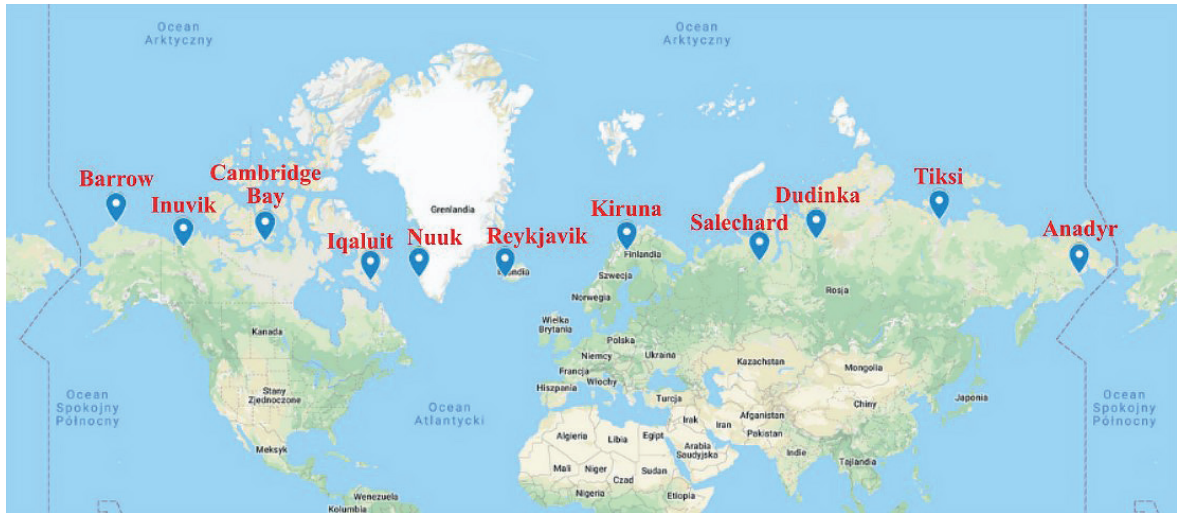 Ocean
Arktyczny
Ocean
Arktyczny
Barrow
Inuvik
Cambridge
Bay
Iqaluit
Nuuk
Grenlandia
Reykjavik
Kiruna
Salechard
Dudinka
Tiksi
Anadyr
Finlandia
Szwecja
Norwegia
Rosja
Kanada
Wielka
Brytania
Polska
Niemcy
Ukraina
Francja
Włochy
Hiszpania
Kazachstan
Mongolia
Stany
Zjednoczone
Turcja
Chiny
Japonia
Ocean
Spokojny
Północny
Ocean
Atlantycki
Ocean
Spokojny
Północny
Afganistan
Irak
Iran
Pakistan
Algieria
Libia
Egipt
Arabia
Saudyjska
Indie
Tajlandia
Meksyk
Mali
Niger
Czad
Sudan
Nigeria
Etiopia
Wenezuela
Kolumbia